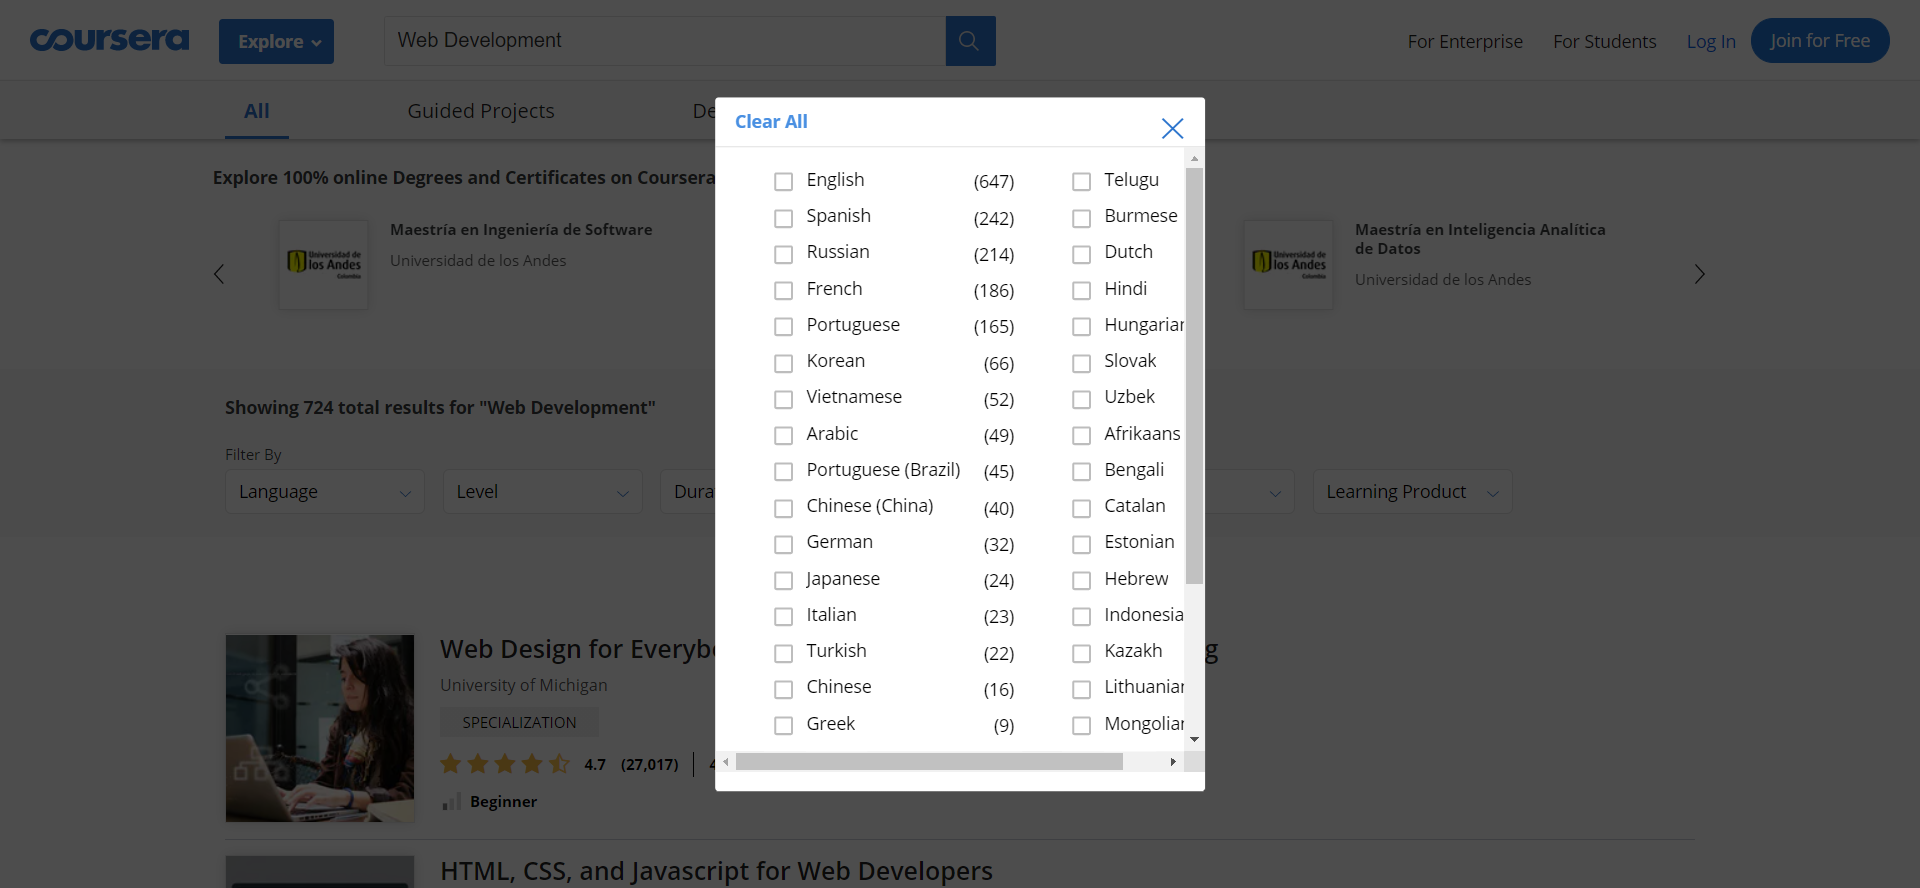 coursera
Explore
Web Development
For Enterprise
For Students
Log In
Join for Free
All
Guided Projects
De
Clear All
Explore 100% online Degrees and Certificates on Coursera
Universidad de los Andes Colombia
Maestría en Ingeniería de Software
Universidad de los Andes
Universidad de los Andes Colombia
Maestría en Inteligencia Analítica
de Datos
Universidad de los Andes
English (647)
Spanish (242)
Russian (214)
French (186)
Portuguese (165)
Korean (66)
Vietnamese (52)
Arabic (49)
Portuguese (Brazil) (45)
Chinese (China) (40)
German (32)
Japanese (24)
Italian (23)
Turkish (22)
Chinese (16)
Greek (9)
Telugu
Burmese
Dutch
Hindi
Hungarian
Slovak
Uzbek
Afrikaans
Bengali
Catalan
Estonian
Hebrew
Indonesia
Kazakh
Lithuanian
Mongolian
Showing 724 total results for "Web Development"
Filter By
Language
Level
Dura
Learning Product
Web Design for Everybo
g
University of Michigan
SPECIALIZATION
4.7 (27,017)
Beginner
HTML, CSS, and Javascript for Web Developers